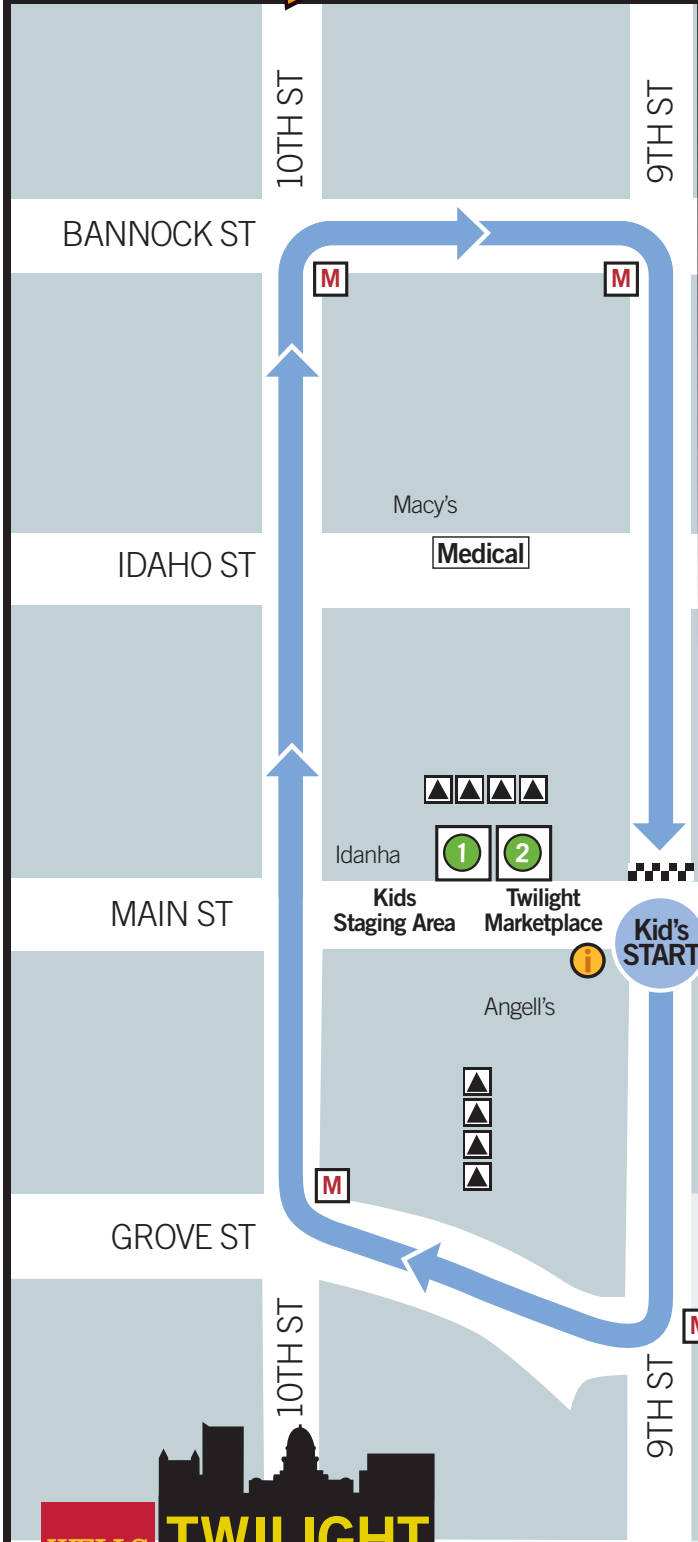 10TH ST
9TH ST
BANNOCK ST
M
M
Macy's
IDAHO ST
Medical
Idanha
1
2
MAIN ST
Kids
Staging Area
Twilight
Marketplace
Kid's
START
i
Angell's
M
GROVE ST
10TH ST
M
9TH ST
WELLS
TWILIGHT